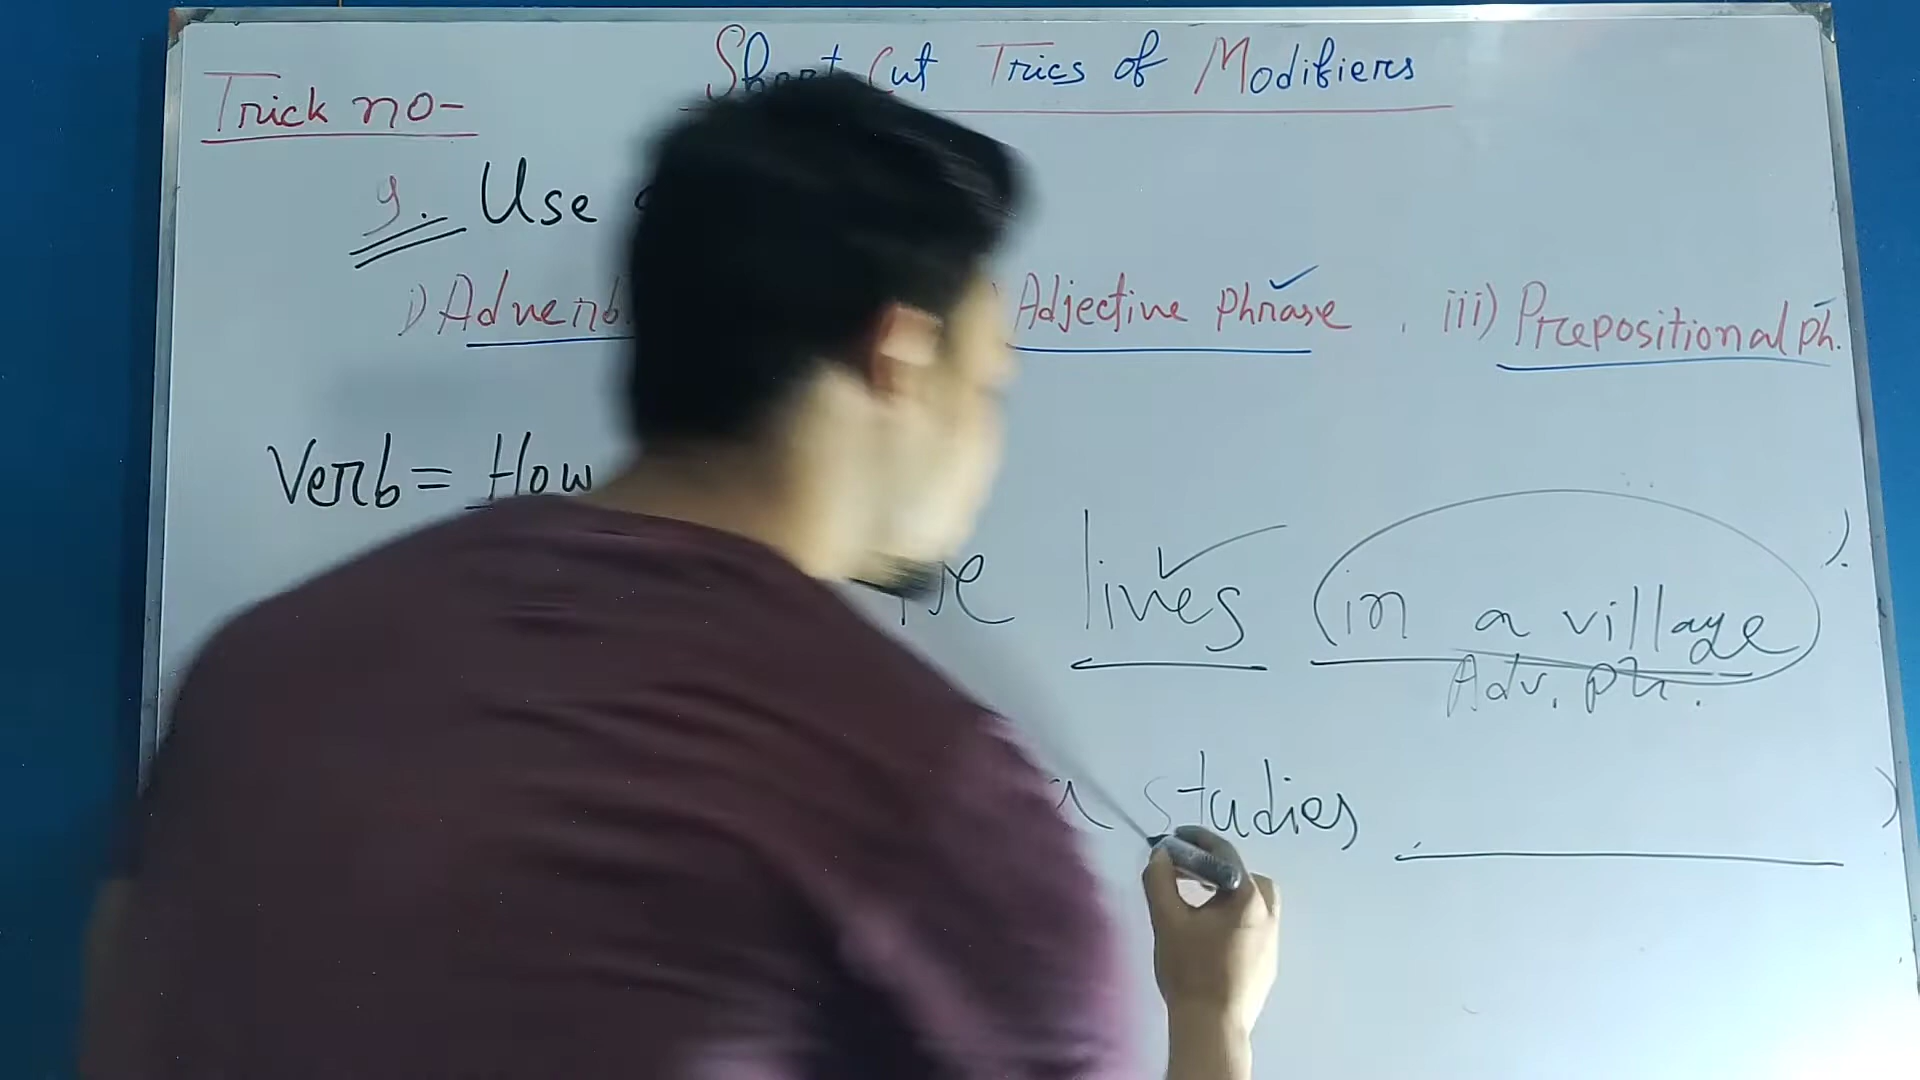 Short Cut Trics of Modifiers
Trick no-
9. Use
i) Adverb Adjective Phrase, iii) Prepositional ph.
Verb = How
lives in a village
Adv. Ph.
studies